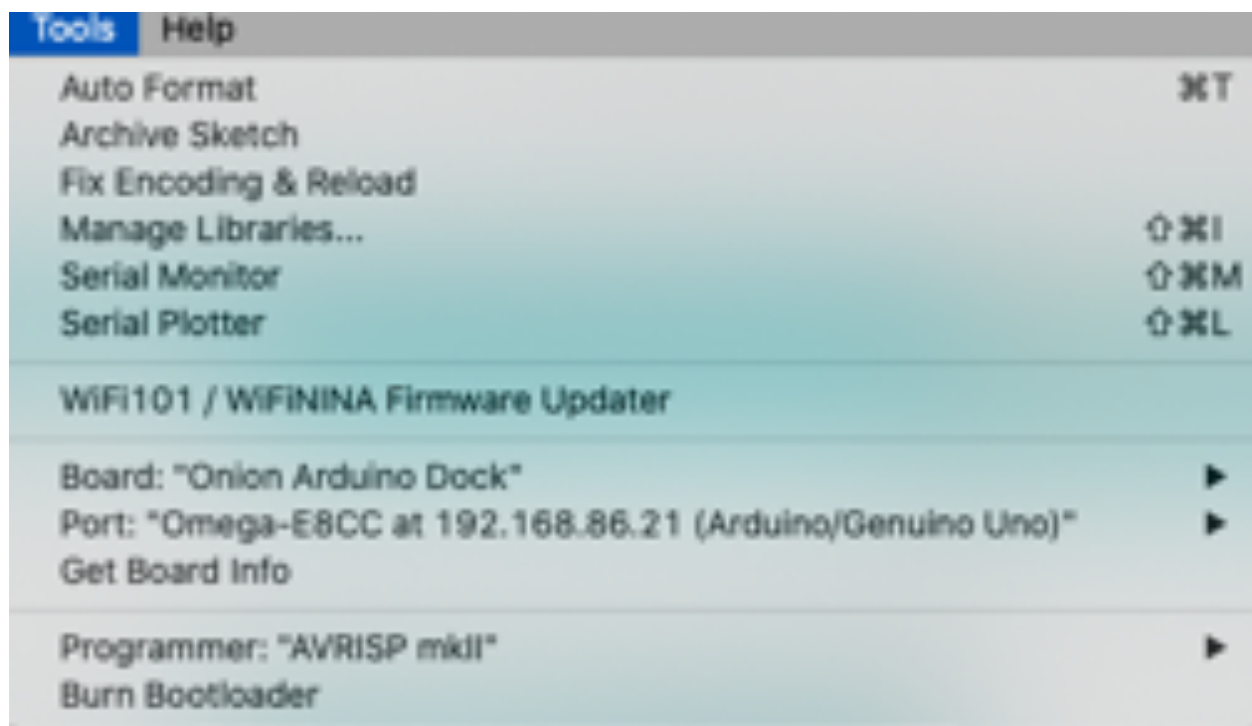 Tools Help
Auto Format ⌘T
Archive Sketch
Fix Encoding & Reload
Manage Libraries... ⇧⌘I
Serial Monitor ⇧⌘M
Serial Plotter ⇧⌘L
WiFi101 / WiFiNINA Firmware Updater
Board: "Onion Arduino Dock" ▶
Port: "Omega-E8CC at 192.168.86.21 (Arduino/Genuino Uno)" ▶
Get Board Info
Programmer: "AVRISP mkII" ▶
Burn Bootloader